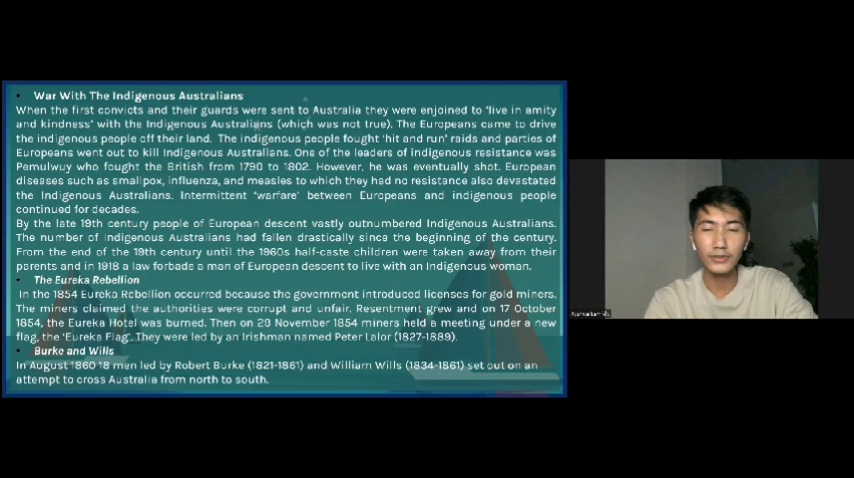 • War With The Indigenous Australians
When the first convicts and their guards were sent to Australia they were enjoined to 'live in amity
and kindness' with the Indigenous Australians (which was not true). The Europeans came to drive
the indigenous people off their land. The indigenous people fought 'hit and run' raids and parties of
Europeans went out to kill Indigenous Australians. One of the leaders of indigenous resistance was
Pemulwuy who fought the British from 1790 to 1802. However, he was eventually shot. European
diseases such as smallpox, influenza, and measles to which they had no resistance also devastated
the Indigenous Australians. Intermittent 'warfare' between Europeans and indigenous people
continued for decades.
By the late 19th century people of European descent vastly outnumbered Indigenous Australians.
The number of Indigenous Australians had fallen drastically since the beginning of the century.
From the end of the 19th century until the 1960s half-caste children were taken away from their
parents and in 1918 a law forbade a man of European descent to live with an Indigenous woman.
• The Eureka Rebellion
In the 1854 Eureka Rebellion occurred because the government introduced licenses for gold miners.
The miners claimed the authorities were corrupt and unfair. Resentment grew and on 17 October
1854, the Eureka Hotel was burned. Then on 29 November 1854 miners held a meeting under a new
flag, the 'Eureka Flag'. They were led by an Irishman named Peter Lalor (1827-1889).
• Burke and Wills
In August 1860 18 men led by Robert Burke (1821-1861) and William Wills (1834-1861) set out on an
attempt to cross Australia from north to south.